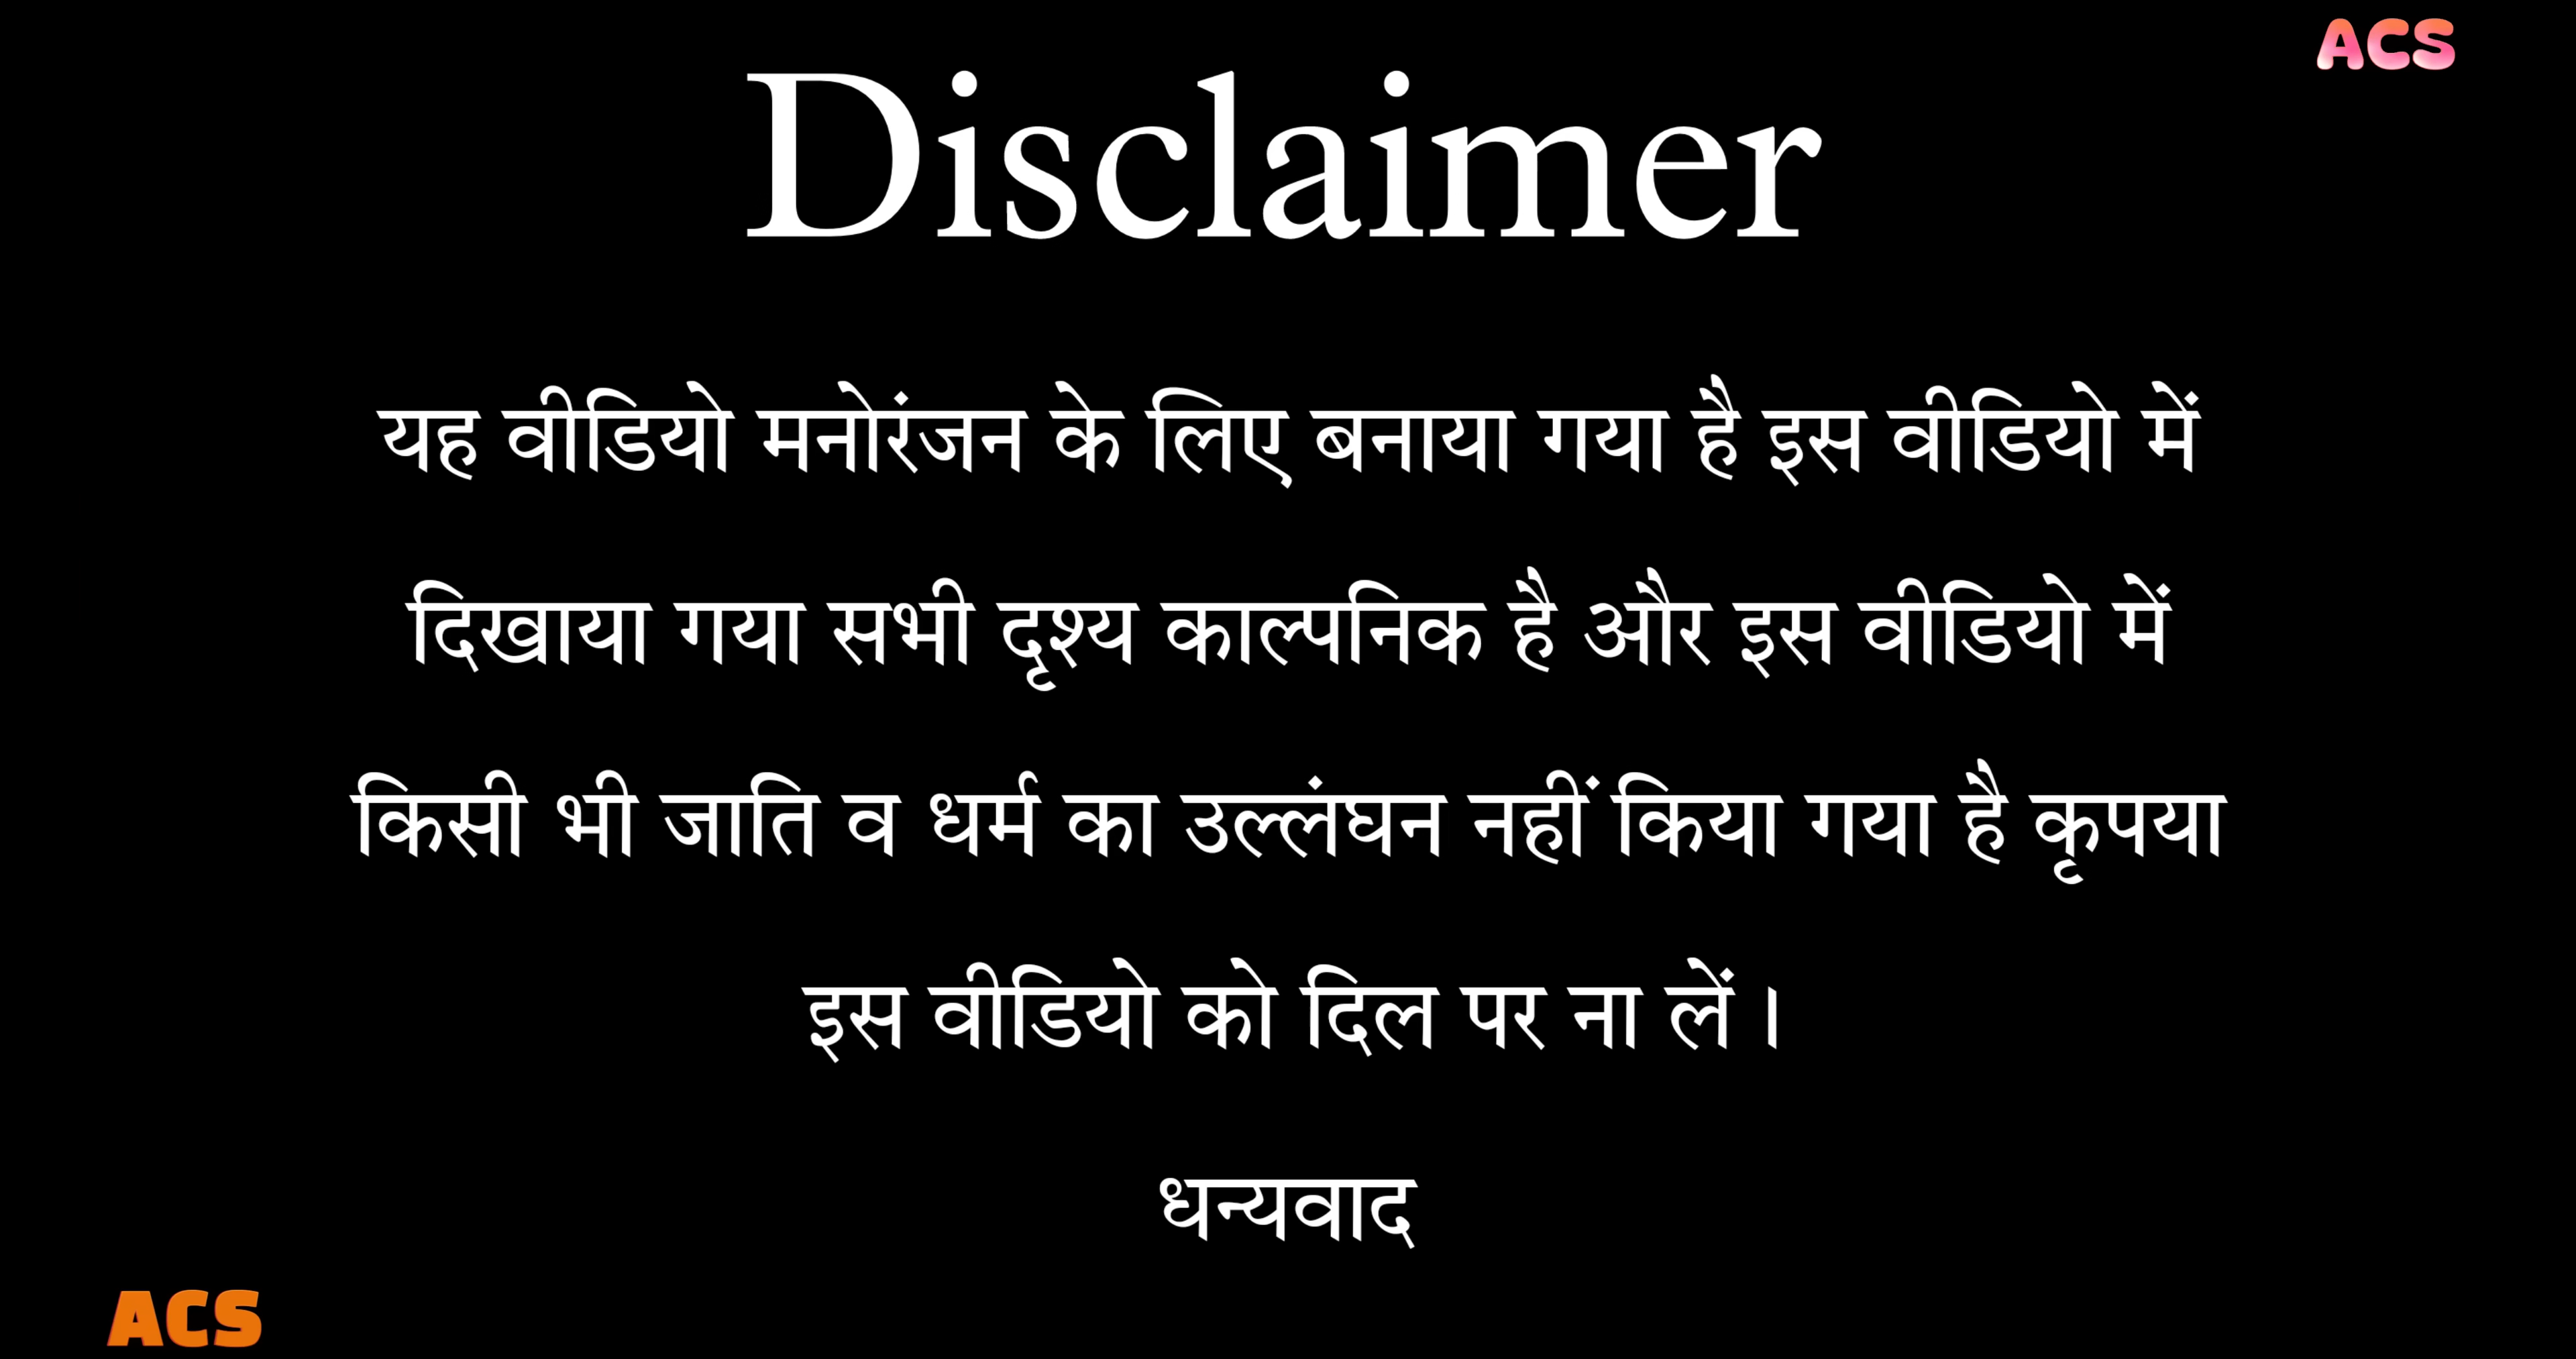 ACS
Disclaimer
यह वीडियो मनोरंजन के लिए बनाया गया है इस वीडियो में
दिखाया गया सभी दृश्य काल्पनिक है और इस वीडियो में
किसी भी जाति व धर्म का उल्लंघन नहीं किया गया है कृपया
इस वीडियो को दिल पर ना लें।
धन्यवाद
ACS